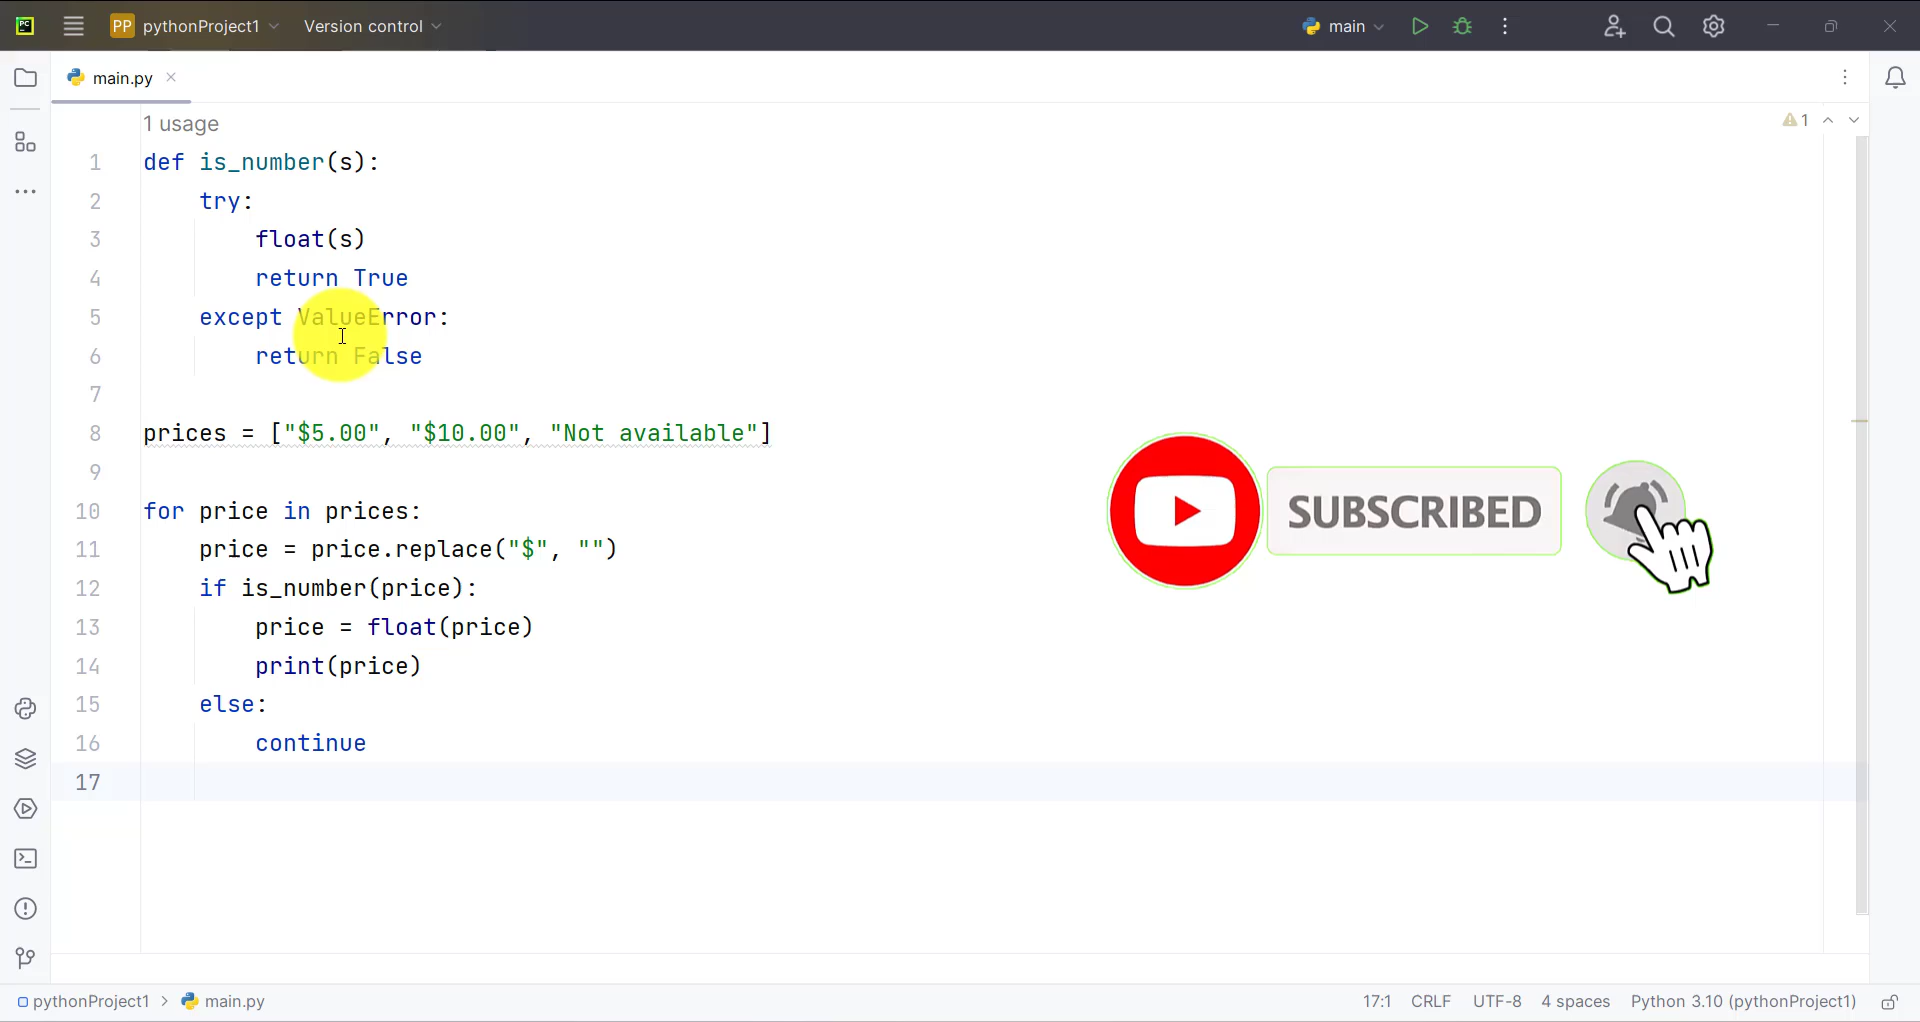 PC
PP pythonProject1 Version control main
main.py
1 usage 1
1 def is_number(s):
2 try:
3 float(s)
4 return True
5 except ValueError:
6 return False
7
8 prices = ["$5.00", "$10.00", "Not available"]
9
10 for price in prices:
11 price = price.replace("$", "")
12 if is_number(price):
13 price = float(price)
14 print(price)
15 else:
16 continue
17
SUBSCRIBED
pythonProject1 > main.py 17:1 CRLF UTF-8 4 spaces Python 3.10 (pythonProject1)